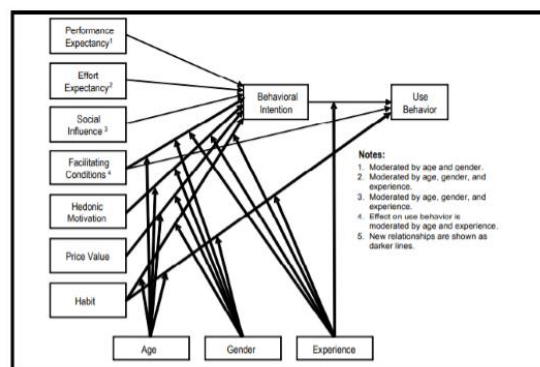 Performance
Expectancy¹
Effort
Expectancy²
Social
Influence ³
Facilitating
Conditions ⁴
Hedonic
Motivation
Price Value
Habit
Behavioral
Intention
Use
Behavior
Notes:
1. Moderated by age and gender.
2. Moderated by age, gender, and
experience.
3. Moderated by age, gender, and
experience.
4. Effect on use behavior is
moderated by age and experience.
5. New relationships are shown as
darker lines.
Age
Gender
Experience